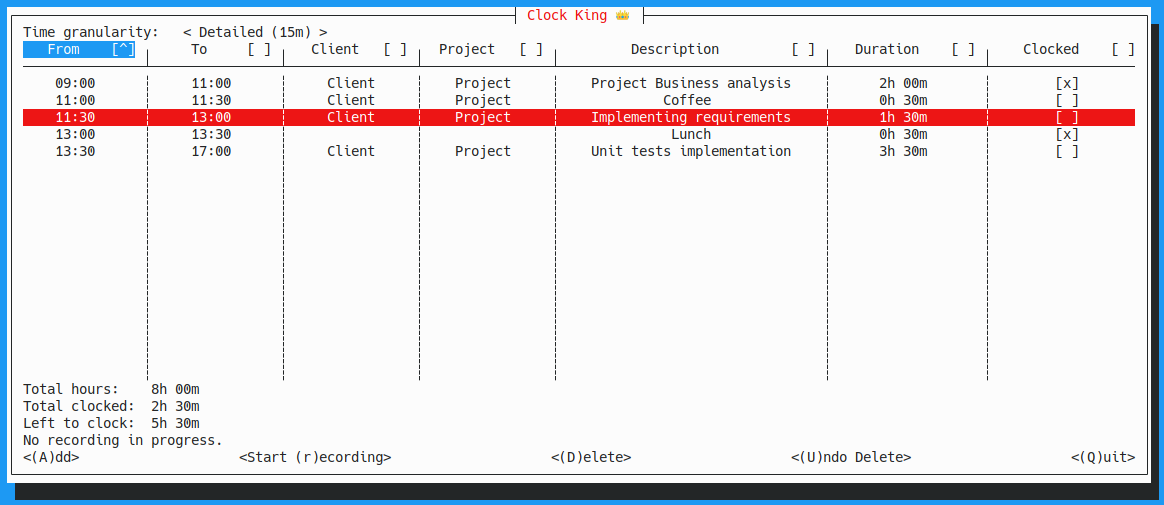 Clock King 👑
Time granularity: < Detailed (15m) >
From [^] To [ ] Client [ ] Project [ ] Description [ ] Duration [ ] Clocked [ ]
09:00 11:00 Client Project Project Business analysis 2h 00m [x]
11:00 11:30 Client Project Coffee 0h 30m [ ]
11:30 13:00 Client Project Implementing requirements 1h 30m [ ]
13:00 13:30 Lunch 0h 30m [x]
13:30 17:00 Client Project Unit tests implementation 3h 30m [ ]
Total hours: 8h 00m
Total clocked: 2h 30m
Left to clock: 5h 30m
No recording in progress.
<(A)dd> <Start (r)ecording> <(D)elete> <(U)ndo Delete> <(Q)uit>